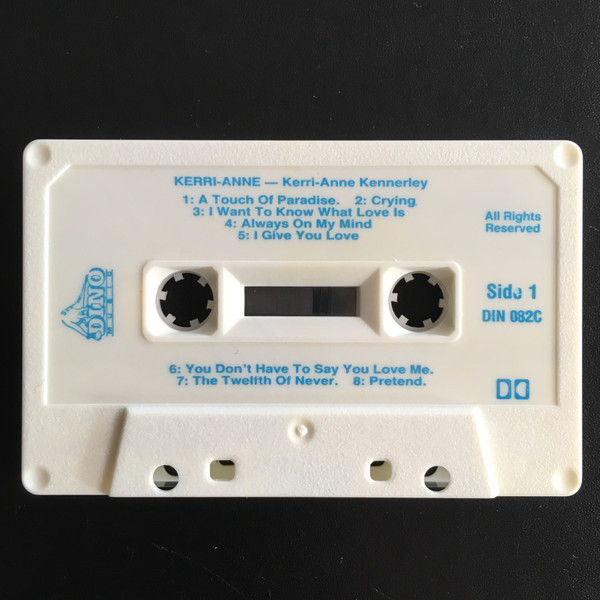 KERRI-ANNE — Kerri-Anne Kennerley
1: A Touch Of Paradise. 2: Crying.
3: I Want To Know What Love Is
4: Always On My Mind
5: I Give You Love
All Rights
Reserved
DINO
MUSIC
Side 1
DIN 082C
6: You Don't Have To Say You Love Me.
7: The Twelfth Of Never. 8: Pretend.